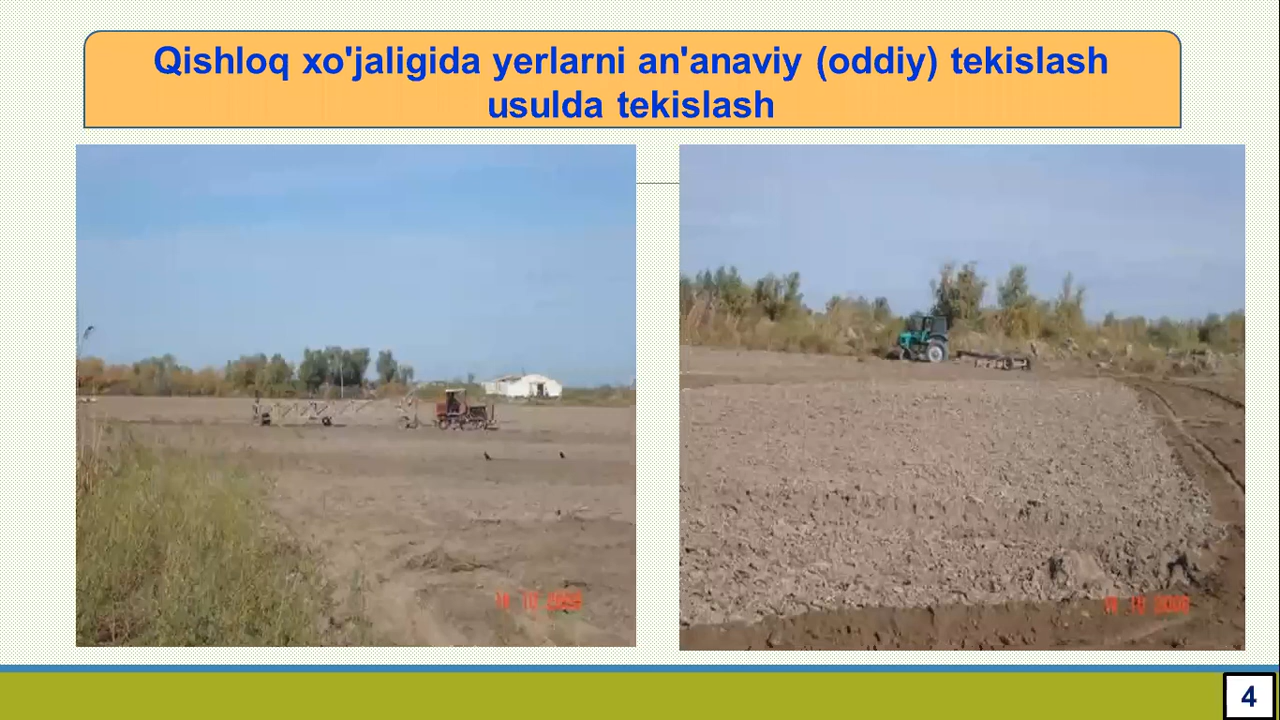 Qishloq xo'jaligida yerlarni an'anaviy (oddiy) tekislash
usulda tekislash
4